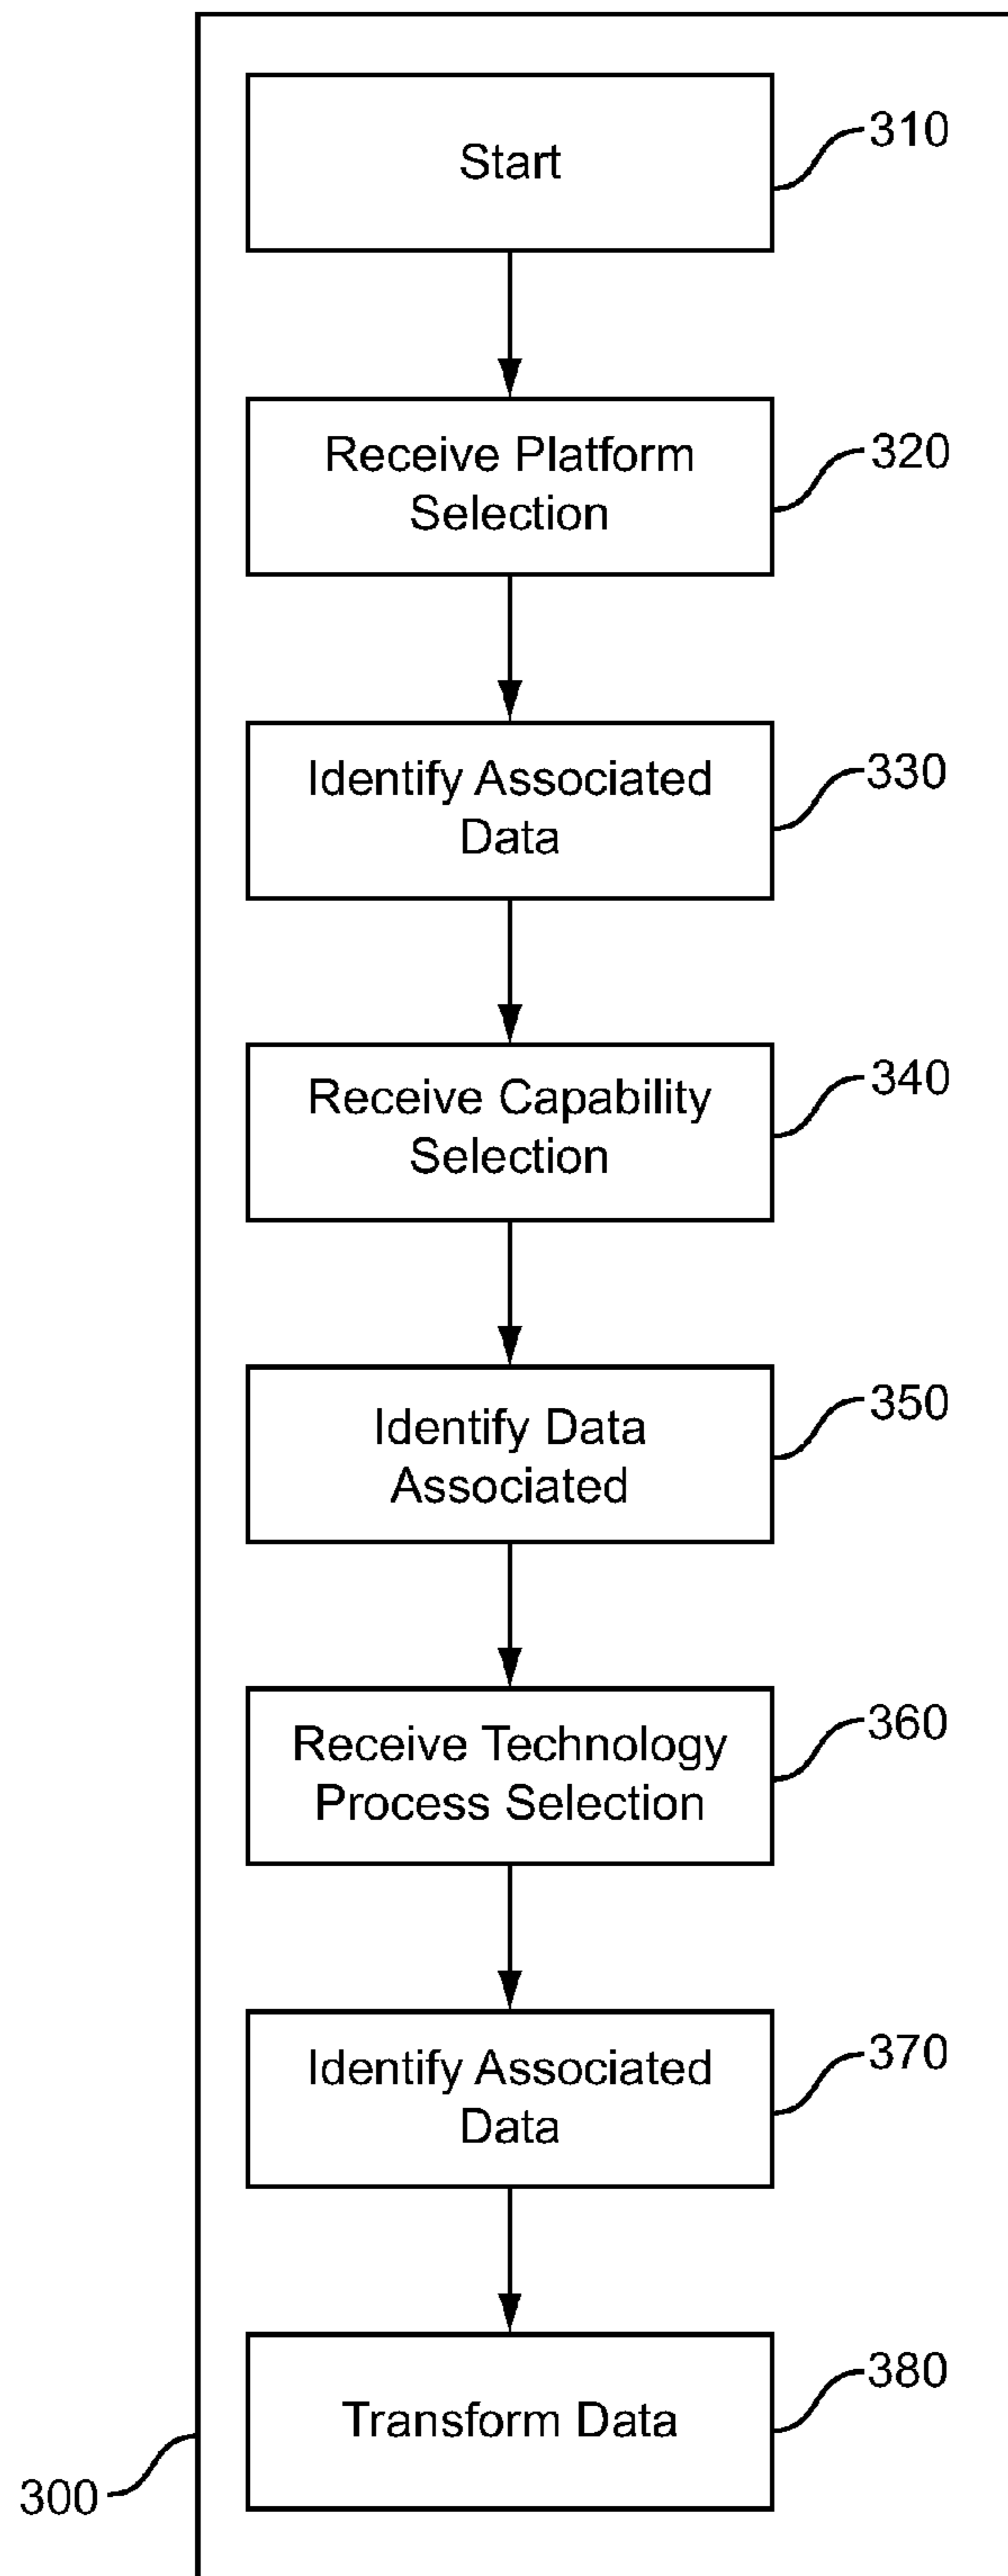 Start
310
Receive Platform
Selection
320
Identify Associated
Data
330
Receive Capability
Selection
340
Identify Data
Associated
350
Receive Technology
Process Selection
360
Identify Associated
Data
370
Transform Data
380
300